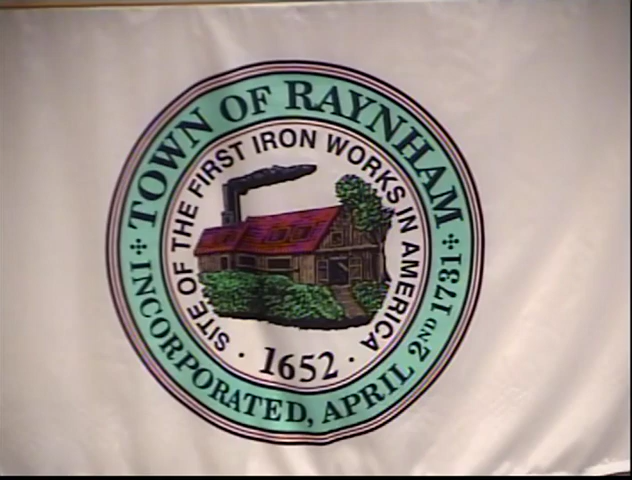 TOWN OF RAYNHAM
INCORPORATED, APRIL 2ND 1731
SITE OF THE FIRST IRON WORKS IN AMERICA
· 1652 ·